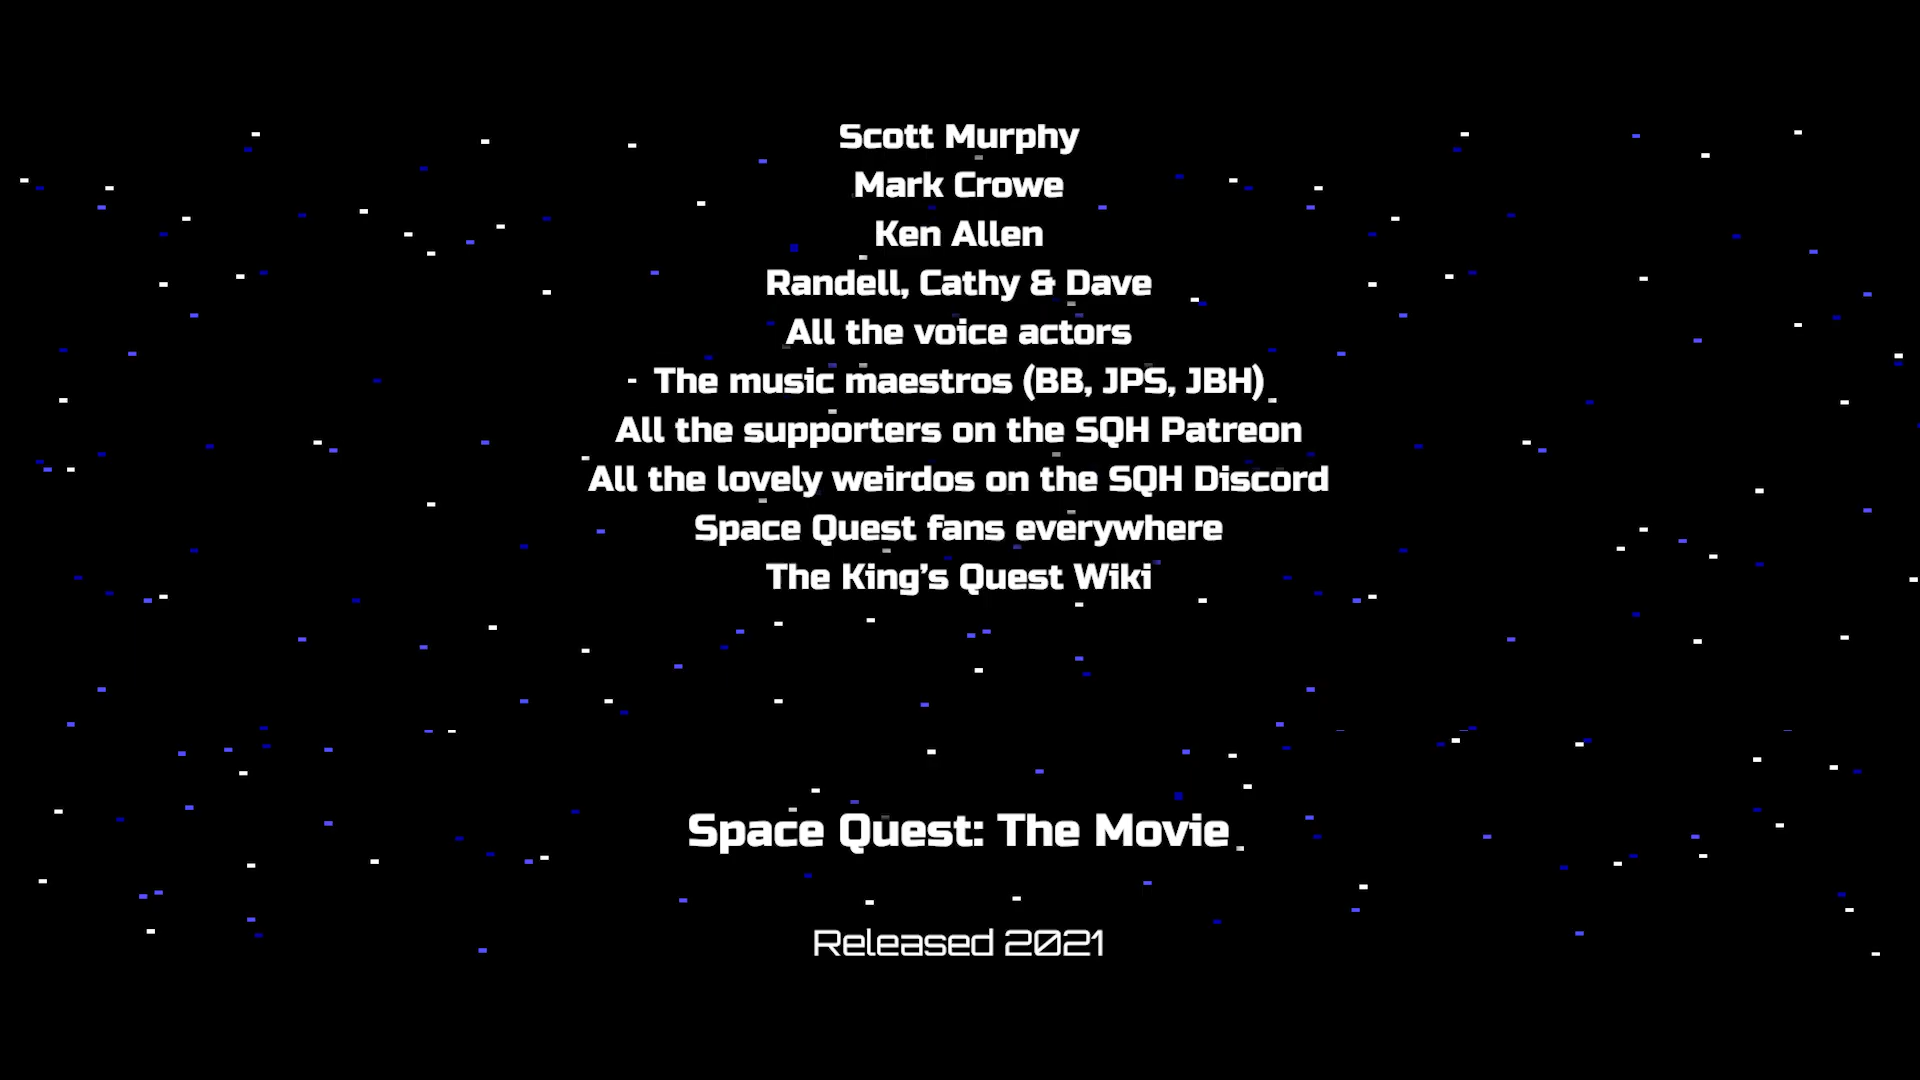 Scott Murphy
Mark Crowe
Ken Allen
Randell, Cathy & Dave
All the voice actors
The music maestros (BB, JPS, JBH)
All the supporters on the SQH Patreon
All the lovely weirdos on the SQH Discord
Space Quest fans everywhere
The King’s Quest Wiki
Space Quest: The Movie
Released 2021